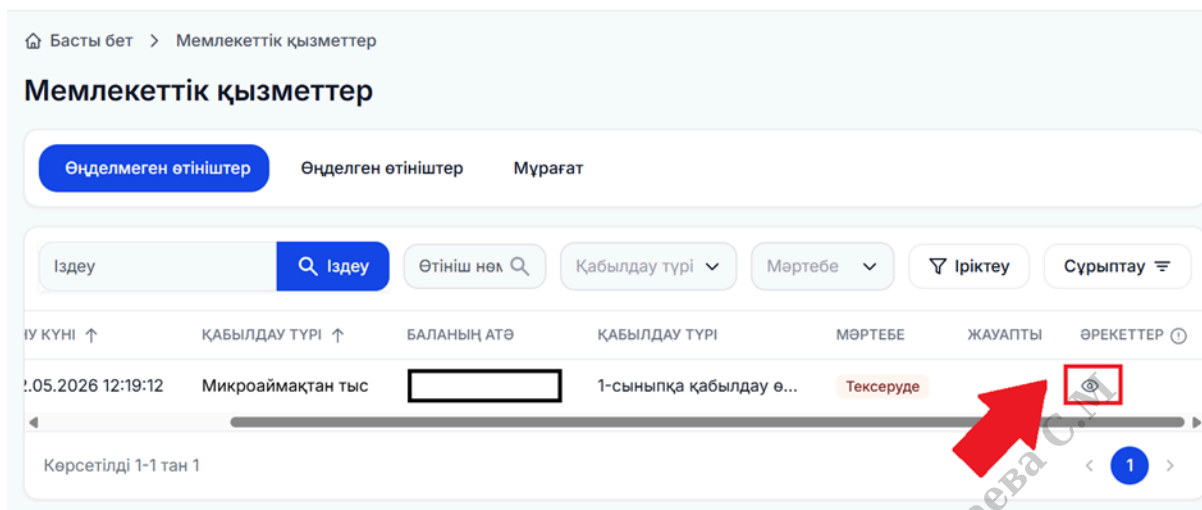 Басты бет > Мемлекеттік қызметтер
Мемлекеттік қызметтер
Өңделмеген өтініштер Өңделген өтініштер Мұрағат
Іздеу Іздеу Өтініш нөм Қабылдау түрі Мәртебе Іріктеу Сұрыптау
КҮНІ ↑ ҚАБЫЛДАУ ТҮРІ ↑ БАЛАНЫҢ АТӘ ҚАБЫЛДАУ ТҮРІ МӘРТЕБЕ ЖАУАПТЫ ӘРЕКЕТТЕР
.05.2026 12:19:12 Микроаймақтан тыс 1-сыныпқа қабылдау ө... Тексеруде
Көрсетілді 1-1 тан 1 < 1 >
С.М